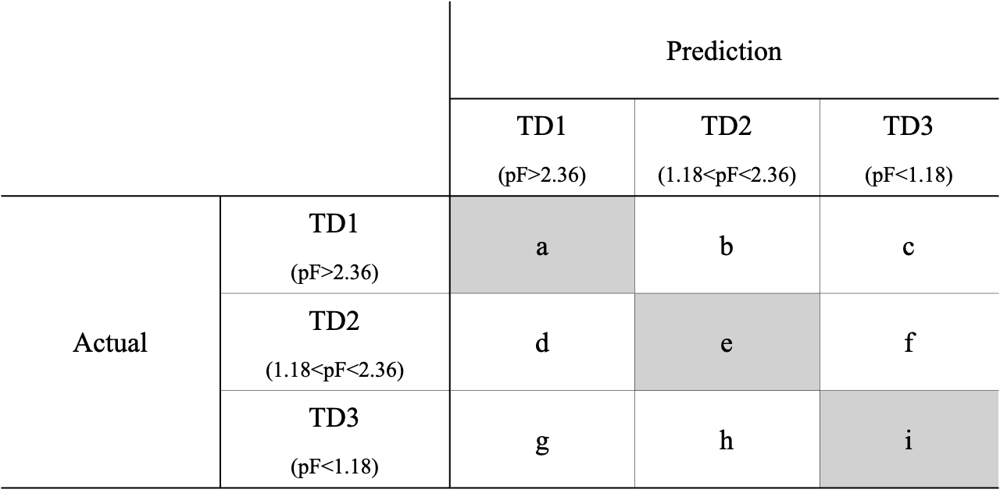 Prediction
TD1 TD2 TD3
(pF>2.36) (1.18<pF<2.36) (pF<1.18)
TD1
(pF>2.36)
a b c
Actual
TD2
(1.18<pF<2.36)
d e f
TD3
(pF<1.18)
g h i